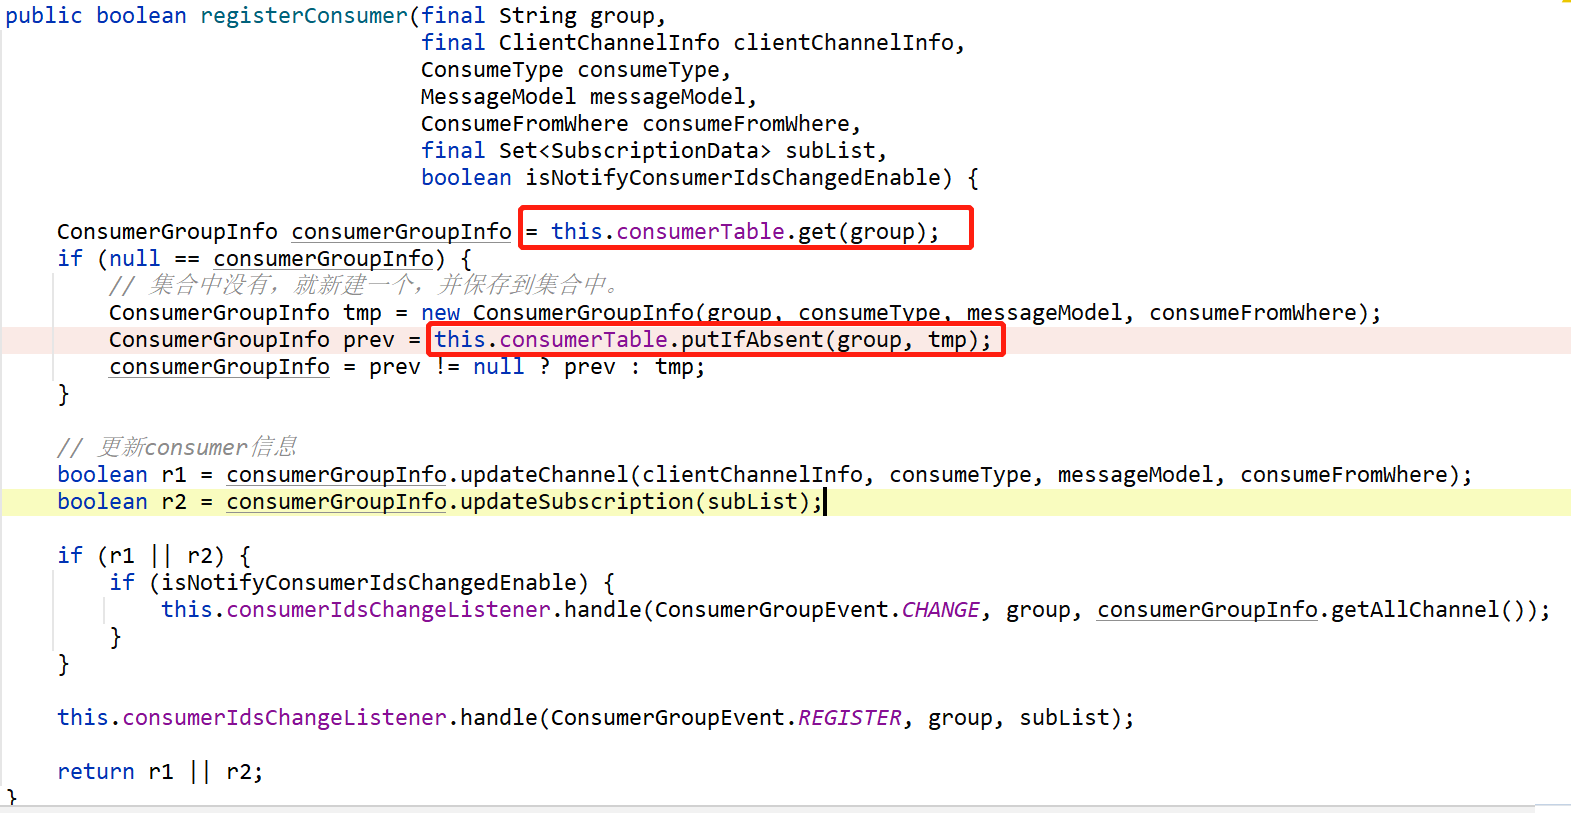 public boolean registerConsumer(final String group,
final ClientChannelInfo clientChannelInfo,
ConsumeType consumeType,
MessageModel messageModel,
ConsumeFromWhere consumeFromWhere,
final Set<SubscriptionData> subList,
boolean isNotifyConsumerIdsChangedEnable) {
ConsumerGroupInfo consumerGroupInfo = this.consumerTable.get(group);
if (null == consumerGroupInfo) {
// 集合中没有，就新建一个，并保存到集合中。
ConsumerGroupInfo tmp = new ConsumerGroupInfo(group, consumeType, messageModel, consumeFromWhere);
ConsumerGroupInfo prev = this.consumerTable.putIfAbsent(group, tmp);
consumerGroupInfo = prev != null ? prev : tmp;
}
// 更新consumer信息
boolean r1 = consumerGroupInfo.updateChannel(clientChannelInfo, consumeType, messageModel, consumeFromWhere);
boolean r2 = consumerGroupInfo.updateSubscription(subList);
if (r1 || r2) {
if (isNotifyConsumerIdsChangedEnable) {
this.consumerIdsChangeListener.handle(ConsumerGroupEvent.CHANGE, group, consumerGroupInfo.getAllChannel());
}
}
this.consumerIdsChangeListener.handle(ConsumerGroupEvent.REGISTER, group, subList);
return r1 || r2;
}